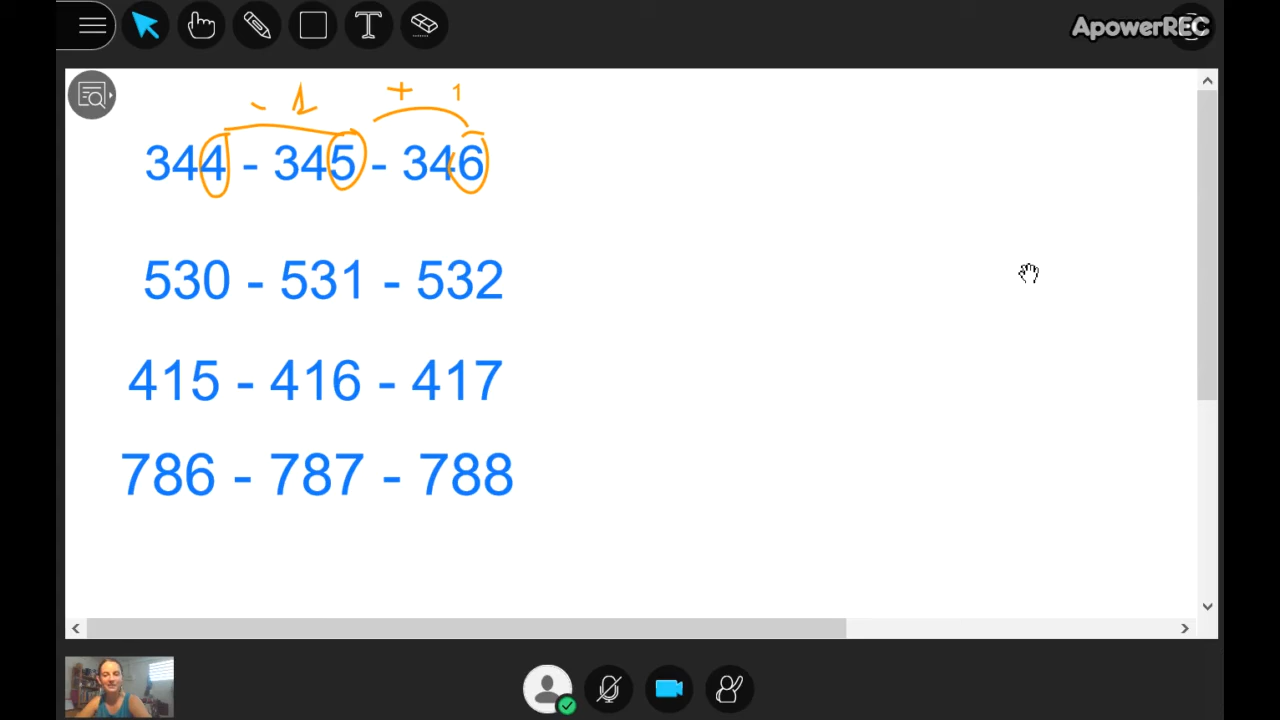 ApowerREC
- 1 + 1
344 - 345 - 346
530 - 531 - 532
415 - 416 - 417
786 - 787 - 788